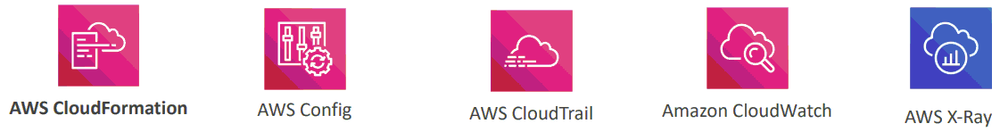 AWS CloudFormation
AWS Config
AWS CloudTrail
Amazon CloudWatch
AWS X-Ray